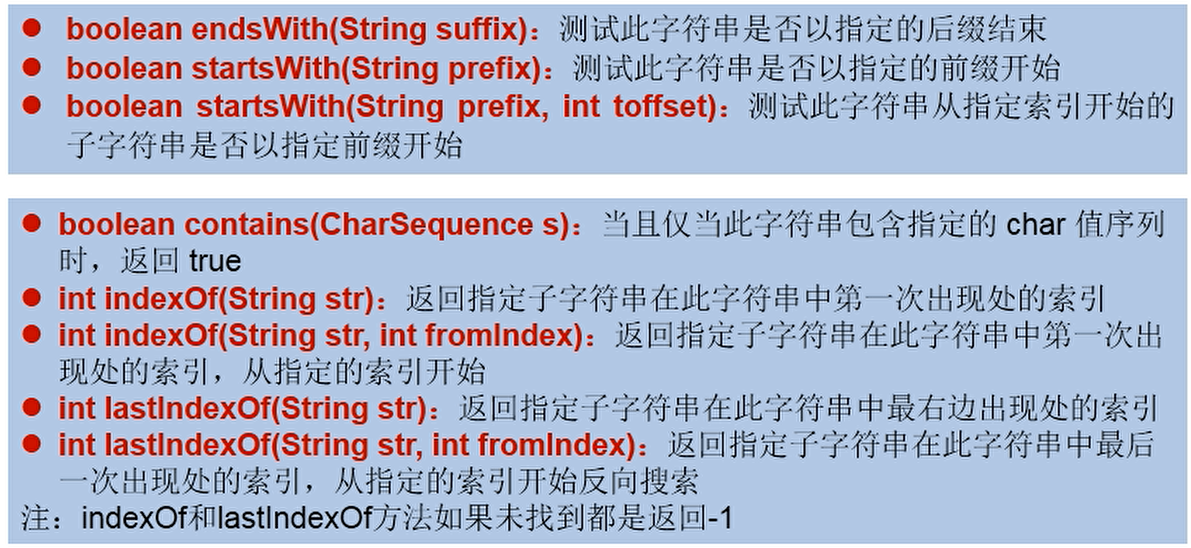 ● boolean endsWith(String suffix)：测试此字符串是否以指定的后缀结束
● boolean startsWith(String prefix)：测试此字符串是否以指定的前缀开始
● boolean startsWith(String prefix, int toffset)：测试此字符串从指定索引开始的
子字符串是否以指定前缀开始
● boolean contains(CharSequence s)：当且仅当此字符串包含指定的 char 值序列
时，返回 true
● int indexOf(String str)：返回指定子字符串在此字符串中第一次出现处的索引
● int indexOf(String str, int fromIndex)：返回指定子字符串在此字符串中第一次出
现处的索引，从指定的索引开始
● int lastIndexOf(String str)：返回指定子字符串在此字符串中最右边出现处的索引
● int lastIndexOf(String str, int fromIndex)：返回指定子字符串在此字符串中最后
一次出现处的索引，从指定的索引开始反向搜索
注：indexOf和lastIndexOf方法如果未找到都是返回-1